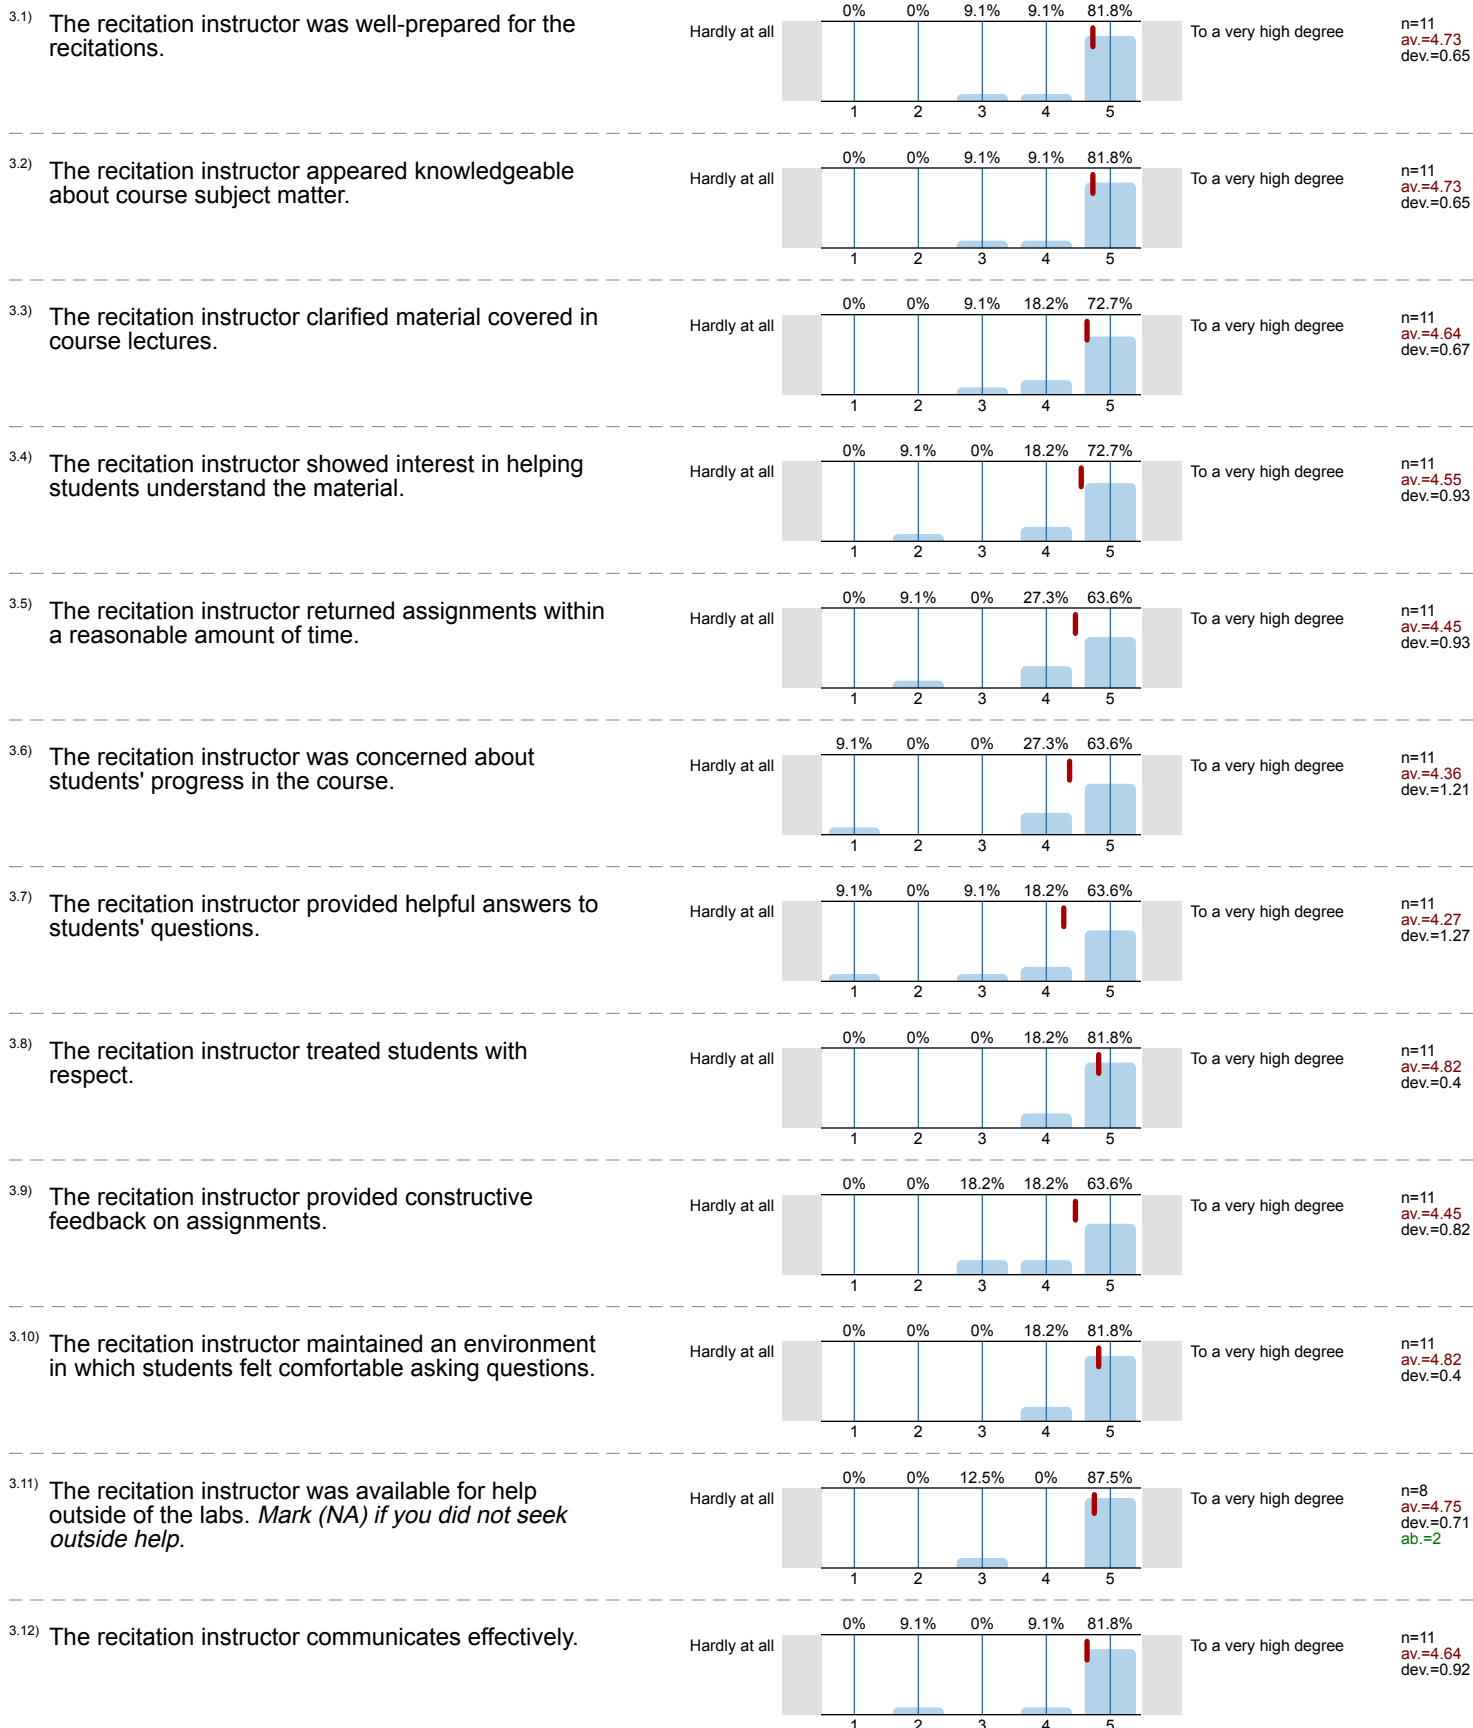 3.1) The recitation instructor was well-prepared for the
recitations.
Hardly at all
0% 0% 9.1% 9.1% 81.8%
1 2 3 4 5
To a very high degree
n=11
av.=4.73
dev.=0.65
3.2) The recitation instructor appeared knowledgeable
about course subject matter.
Hardly at all
0% 0% 9.1% 9.1% 81.8%
1 2 3 4 5
To a very high degree
n=11
av.=4.73
dev.=0.65
3.3) The recitation instructor clarified material covered in
course lectures.
Hardly at all
0% 0% 9.1% 18.2% 72.7%
1 2 3 4 5
To a very high degree
n=11
av.=4.64
dev.=0.67
3.4) The recitation instructor showed interest in helping
students understand the material.
Hardly at all
0% 9.1% 0% 18.2% 72.7%
1 2 3 4 5
To a very high degree
n=11
av.=4.55
dev.=0.93
3.5) The recitation instructor returned assignments within
a reasonable amount of time.
Hardly at all
0% 9.1% 0% 27.3% 63.6%
1 2 3 4 5
To a very high degree
n=11
av.=4.45
dev.=0.93
3.6) The recitation instructor was concerned about
students' progress in the course.
Hardly at all
9.1% 0% 0% 27.3% 63.6%
1 2 3 4 5
To a very high degree
n=11
av.=4.36
dev.=1.21
3.7) The recitation instructor provided helpful answers to
students' questions.
Hardly at all
9.1% 0% 9.1% 18.2% 63.6%
1 2 3 4 5
To a very high degree
n=11
av.=4.27
dev.=1.27
3.8) The recitation instructor treated students with
respect.
Hardly at all
0% 0% 0% 18.2% 81.8%
1 2 3 4 5
To a very high degree
n=11
av.=4.82
dev.=0.4
3.9) The recitation instructor provided constructive
feedback on assignments.
Hardly at all
0% 0% 18.2% 18.2% 63.6%
1 2 3 4 5
To a very high degree
n=11
av.=4.45
dev.=0.82
3.10) The recitation instructor maintained an environment
in which students felt comfortable asking questions.
Hardly at all
0% 0% 0% 18.2% 81.8%
1 2 3 4 5
To a very high degree
n=11
av.=4.82
dev.=0.4
3.11) The recitation instructor was available for help
outside of the labs. Mark (NA) if you did not seek
outside help.
Hardly at all
0% 0% 12.5% 0% 87.5%
1 2 3 4 5
To a very high degree
n=8
av.=4.75
dev.=0.71
ab.=2
3.12) The recitation instructor communicates effectively.
Hardly at all
0% 9.1% 0% 9.1% 81.8%
1 2 3 4 5
To a very high degree
n=11
av.=4.64
dev.=0.92